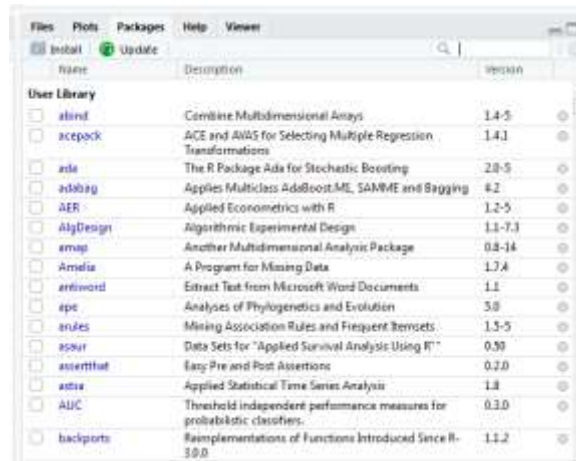 Files Plots Packages Help Viewer
Install Update
Name Description Version
User Library
abind Combine Multidimensional Arrays 1.4-5
acepack ACE and AVAS for Selecting Multiple Regression Transformations 1.4.1
ada The R Package Ada for Stochastic Boosting 2.0-5
adabag Applies Multiclass AdaBoost.M1, SAMME and Bagging 4.2
AER Applied Econometrics with R 1.2-5
AlgDesign Algorithmic Experimental Design 1.1-7.3
amap Another Multidimensional Analysis Package 0.8-14
Amelia A Program for Missing Data 1.7.4
antiword Extract Text from Microsoft Word Documents 1.1
ape Analyses of Phylogenetics and Evolution 5.0
arules Mining Association Rules and Frequent Itemsets 1.5-5
asaur Data Sets for "Applied Survival Analysis Using R"" 0.50
assertthat Easy Pre and Post Assertions 0.2.0
astsa Applied Statistical Time Series Analysis 1.8
AUC Threshold independent performance measures for probabilistic classifiers. 0.3.0
backports Reimplementations of Functions Introduced Since R-3.0.0 1.1.2